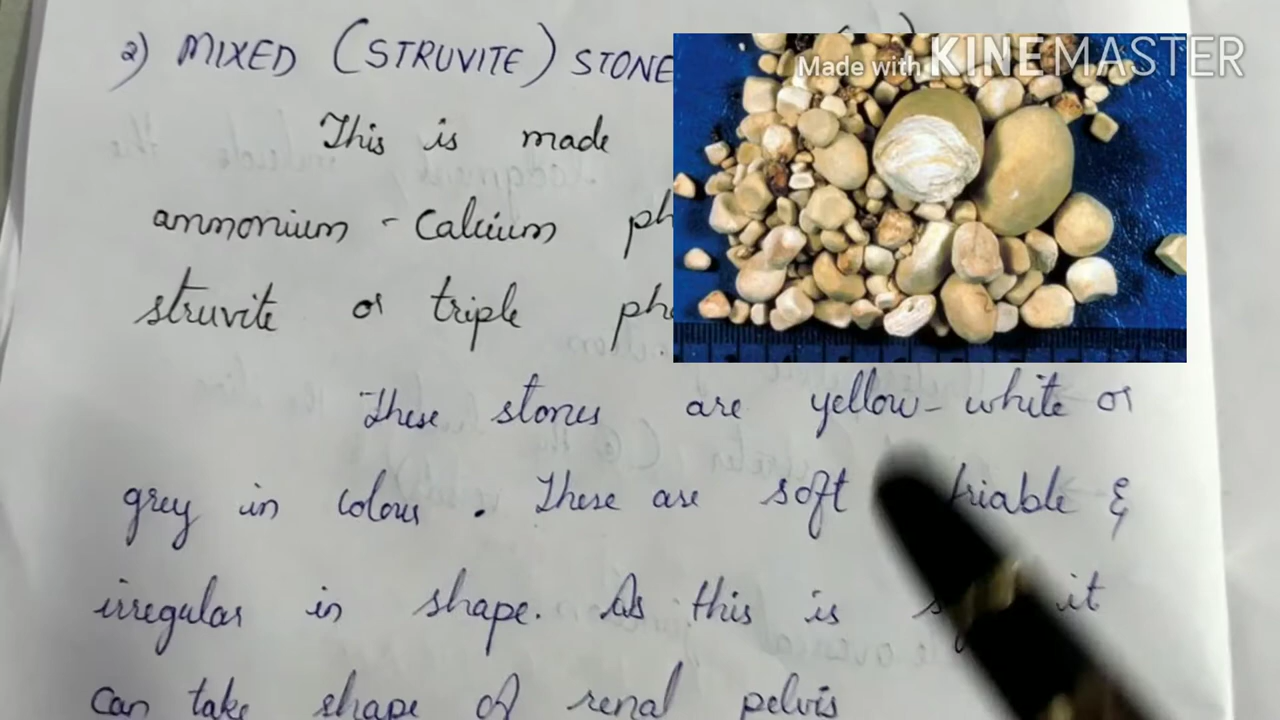 Made with KINEMASTER
2) MIXED (STRUVITE) STONE
This is made
ammonium - Calcium
struvite or triple
These stones are yellow-white or
grey in colour. These are soft friable &
irregular in shape. As this is it
can take shape of renal pelvis